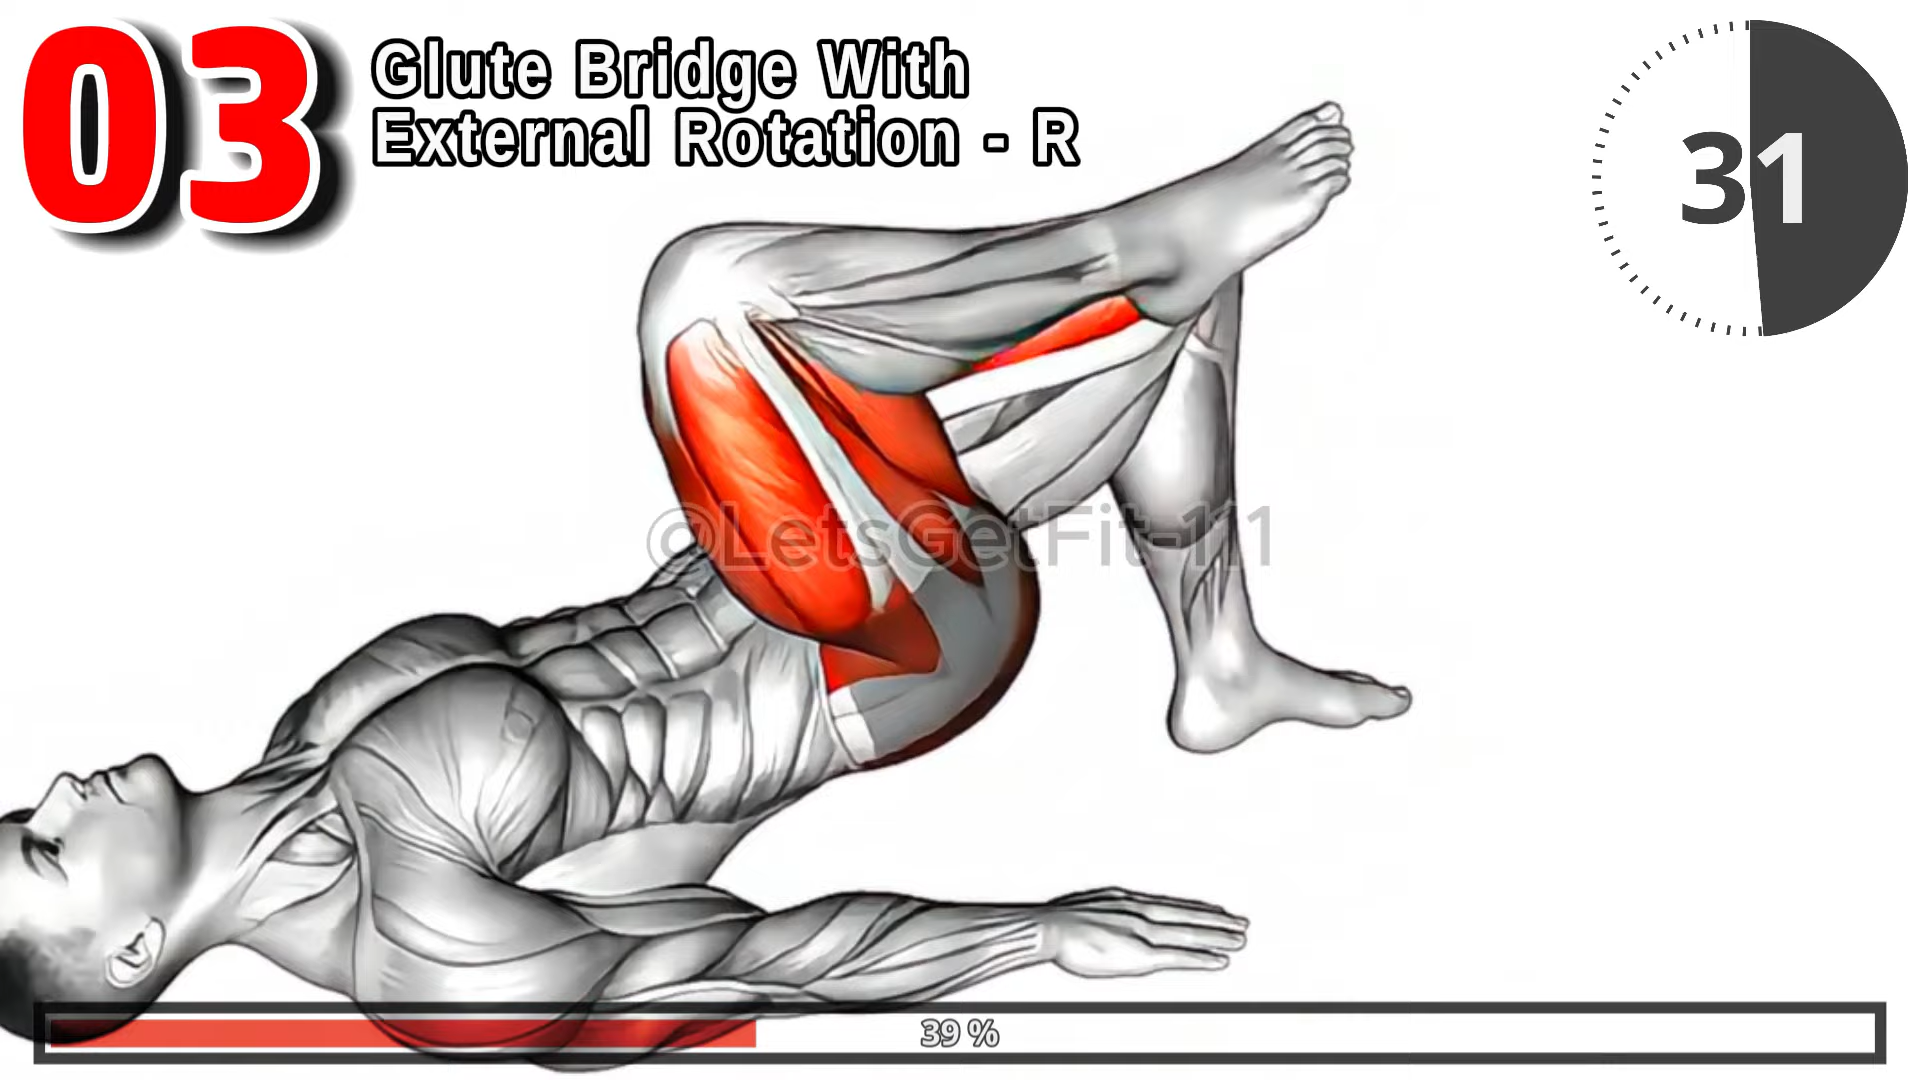 03
Glute Bridge With
External Rotation - R
31
@LetsGetFit-111
39 %